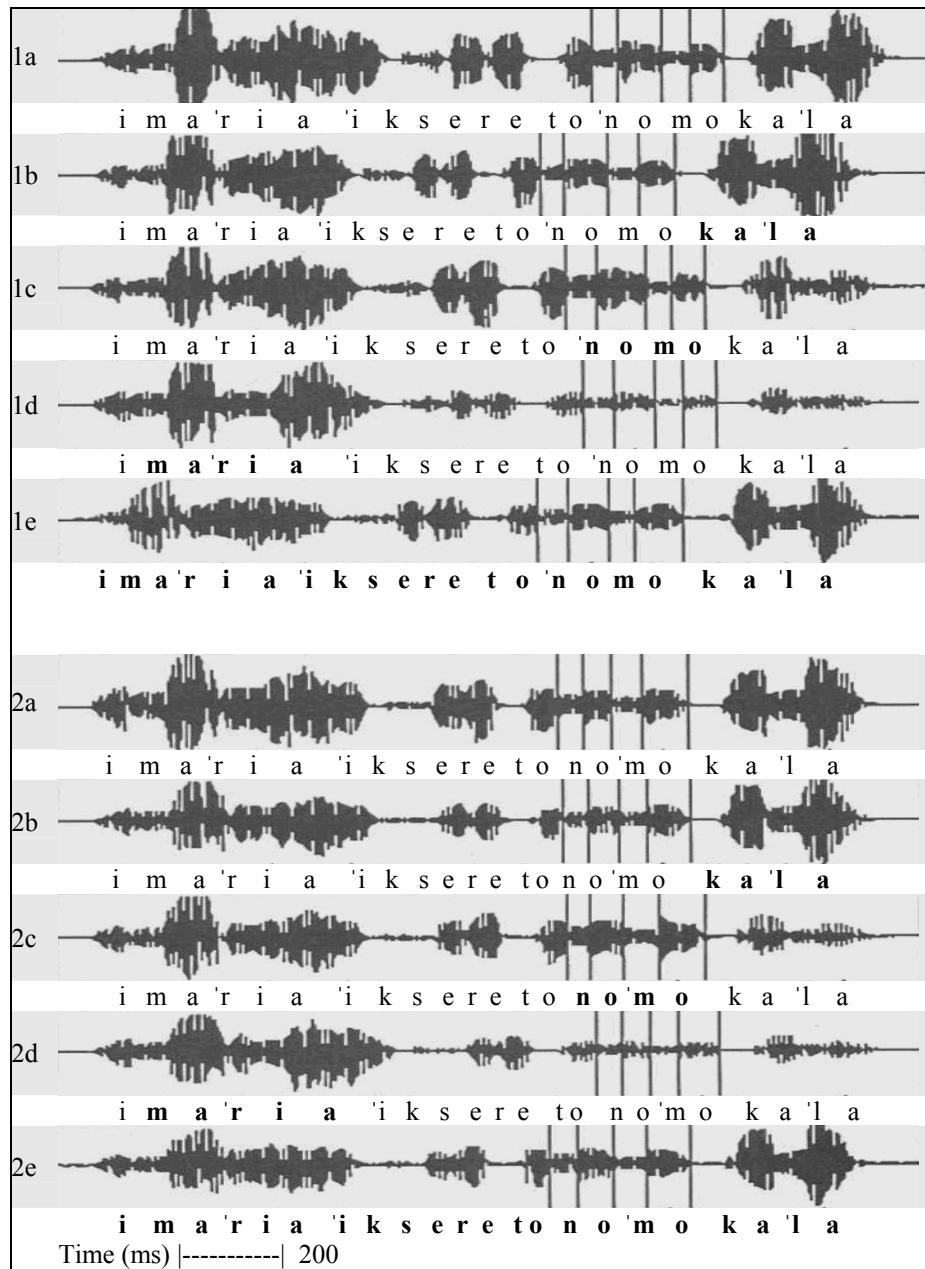 1a
i m a ˈr i a ˈi k s e r e t o ˈn o m o k a ˈl a
1b
i m a ˈr i a ˈi k s e r e t o ˈn o m o k a ˈl a
1c
i m a ˈr i a ˈi k s e r e t o ˈn o m o k a ˈl a
1d
i m a ˈr i a ˈi k s e r e t o ˈn o m o k a ˈl a
1e
i m a ˈr i a ˈi k s e r e t o ˈn o m o k a ˈl a
2a
i m a ˈr i a ˈi k s e r e t o n o ˈm o k a ˈl a
2b
i m a ˈr i a ˈi k s e r e t o n o ˈm o k a ˈl a
2c
i m a ˈr i a ˈi k s e r e t o n o ˈm o k a ˈl a
2d
i m a ˈr i a ˈi k s e r e t o n o ˈm o k a ˈl a
2e
i m a ˈr i a ˈi k s e r e t o n o ˈm o k a ˈl a
Time (ms) |-----------| 200